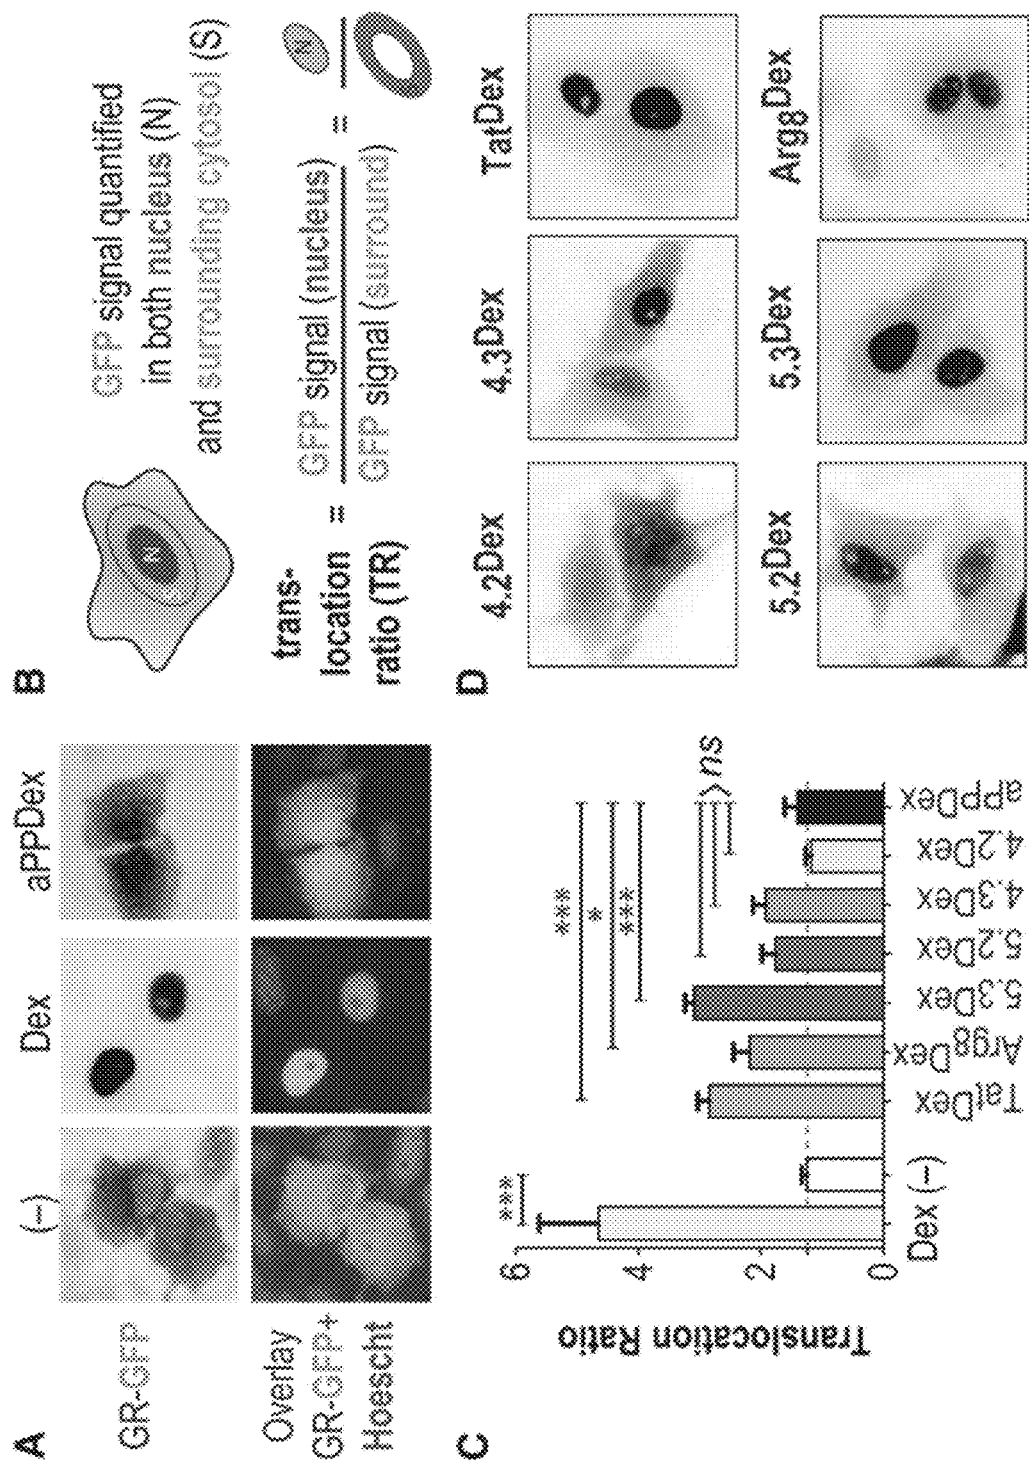 A
(–)
Dex
aPPDex
GR-GFP
Overlay
GR-GFP+
Hoescht
B
N
GFP signal quantified
in both nucleus (N)
and surrounding cytosol (S)
trans-
location
ratio (TR)
=
GFP signal (nucleus)
GFP signal (surround)
=
N
C
Translocation Ratio
6
4
2
0
***
***
*
***
ns
Dex
(–)
TatDex
Arg8Dex
5.3Dex
5.2Dex
4.3Dex
4.2Dex
aPPDex
D
4.2Dex
4.3Dex
TatDex
5.2Dex
5.3Dex
Arg8Dex